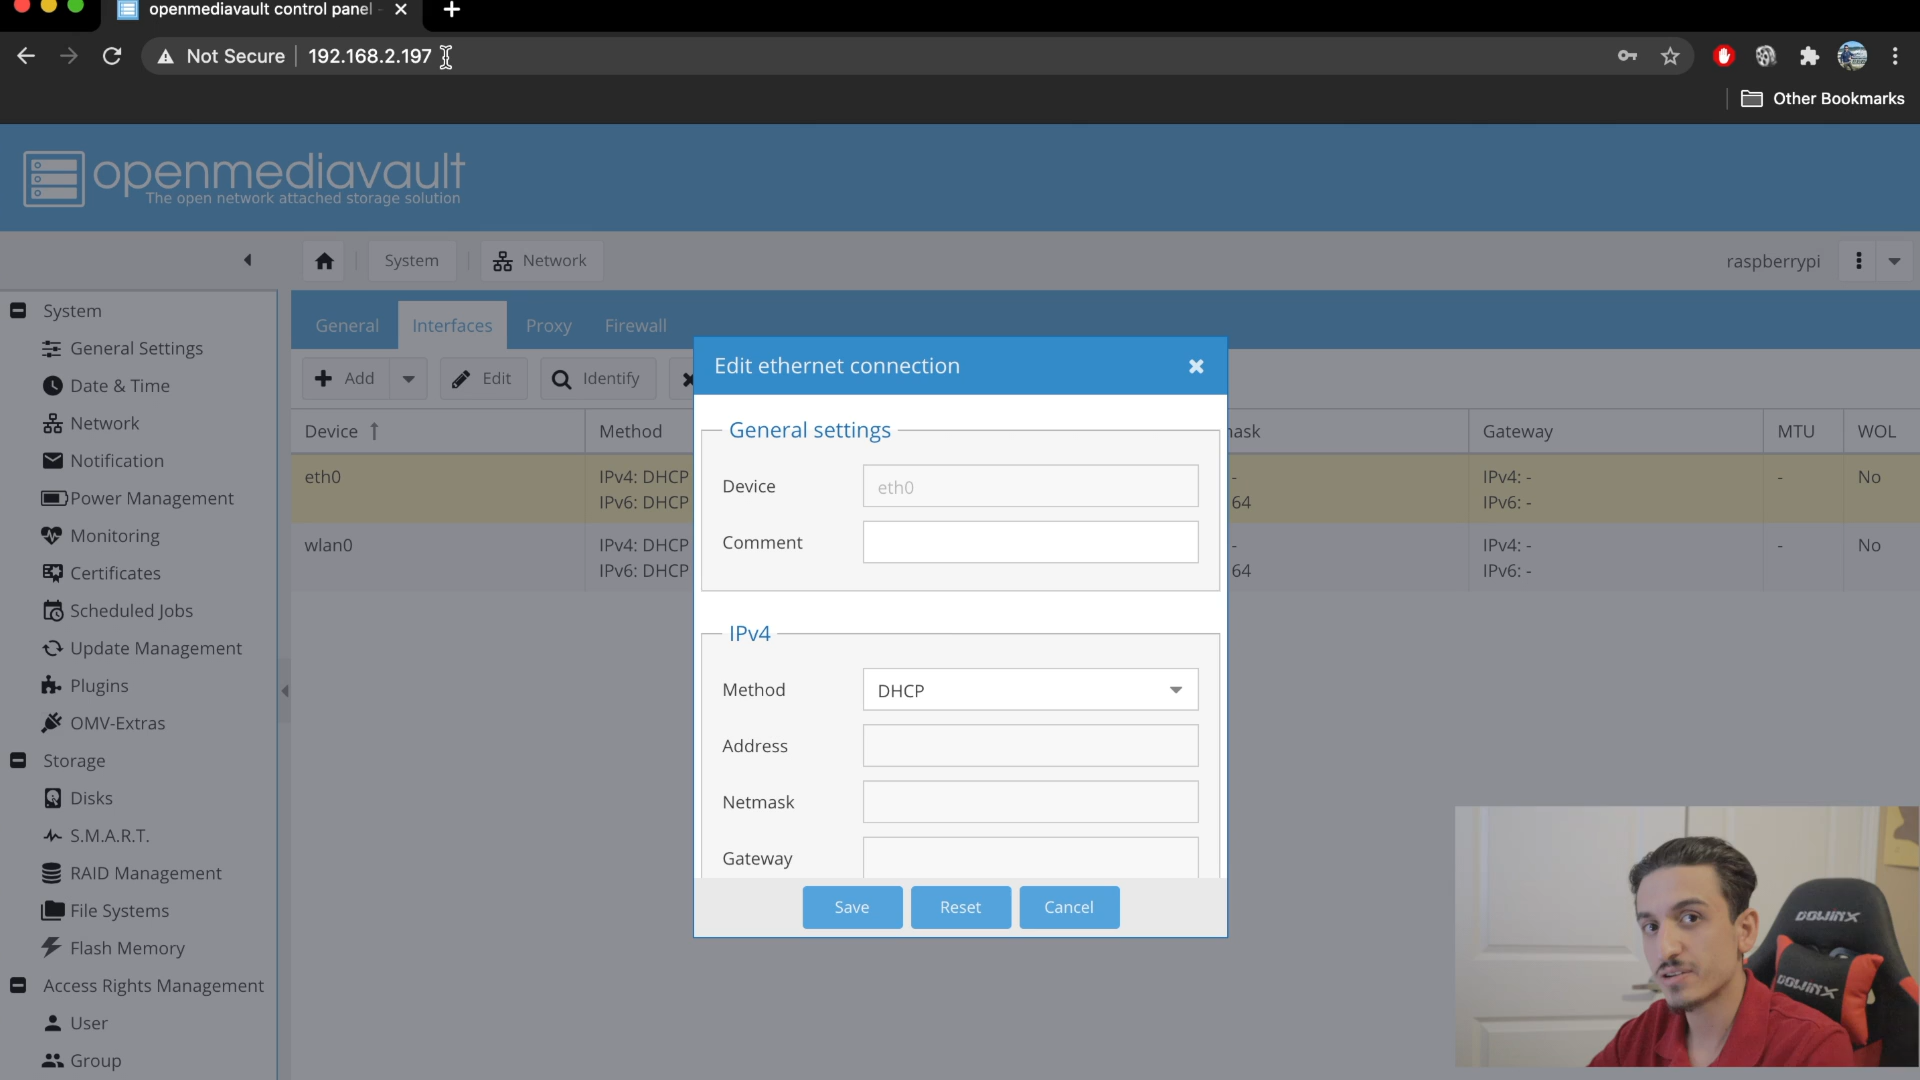 openmediavault control panel -
Not Secure
192.168.2.197
Other Bookmarks
openmediavault
The open network attached storage solution
System
Network
raspberrypi
System
General Settings
Date & Time
Network
Notification
Power Management
Monitoring
Certificates
Scheduled Jobs
Update Management
Plugins
OMV-Extras
Storage
Disks
S.M.A.R.T.
RAID Management
File Systems
Flash Memory
Access Rights Management
User
Group
General
Interfaces
Proxy
Firewall
Add
Edit
Identify
Device
Method
Gateway
MTU
WOL
eth0
IPv4: DHCP
IPv6: DHCP
-
64
IPv4: -
IPv6: -
-
No
wlan0
IPv4: DHCP
IPv6: DHCP
-
64
IPv4: -
IPv6: -
-
No
Edit ethernet connection
General settings
Device
eth0
Comment
IPv4
Method
DHCP
Address
Netmask
Gateway
Save
Reset
Cancel
GOWINX
GOWINX